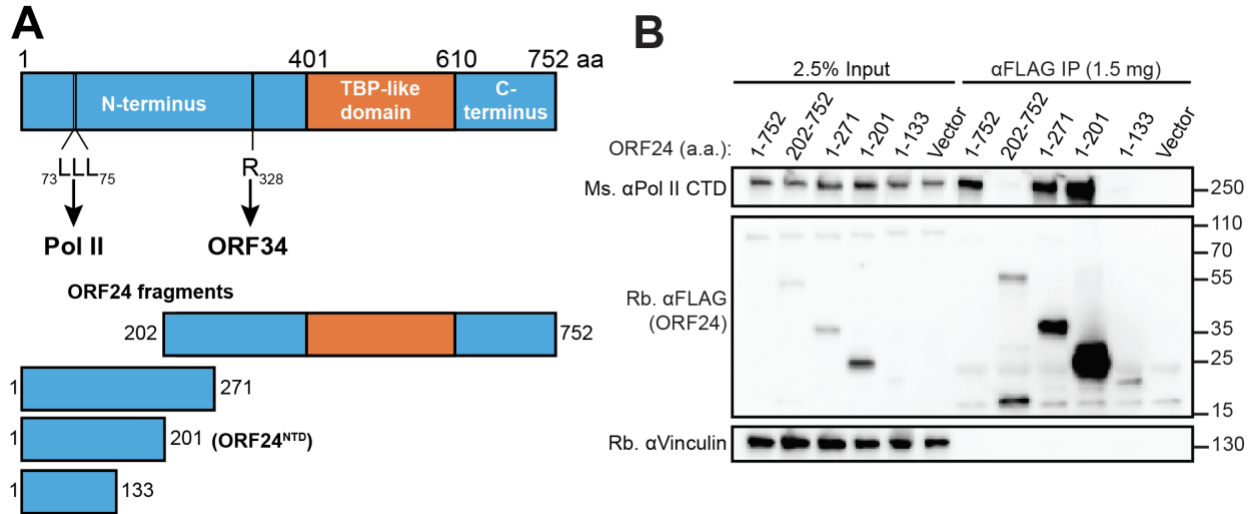 A
1 401 610 752 aa
N-terminus
TBP-like
domain
C-
terminus
73LLL75
R328
Pol II
ORF34
ORF24 fragments
202 752
1 271
1 201 (ORF24NTD)
1 133
B
2.5% Input αFLAG IP (1.5 mg)
ORF24 (a.a.): 1-752 202-752 1-271 1-201 1-133 Vector 1-752 202-752 1-271 1-201 1-133 Vector
Ms. αPol II CTD 250
110
70
55
Rb. αFLAG
(ORF24)
35
25
15
Rb. αVinculin 130